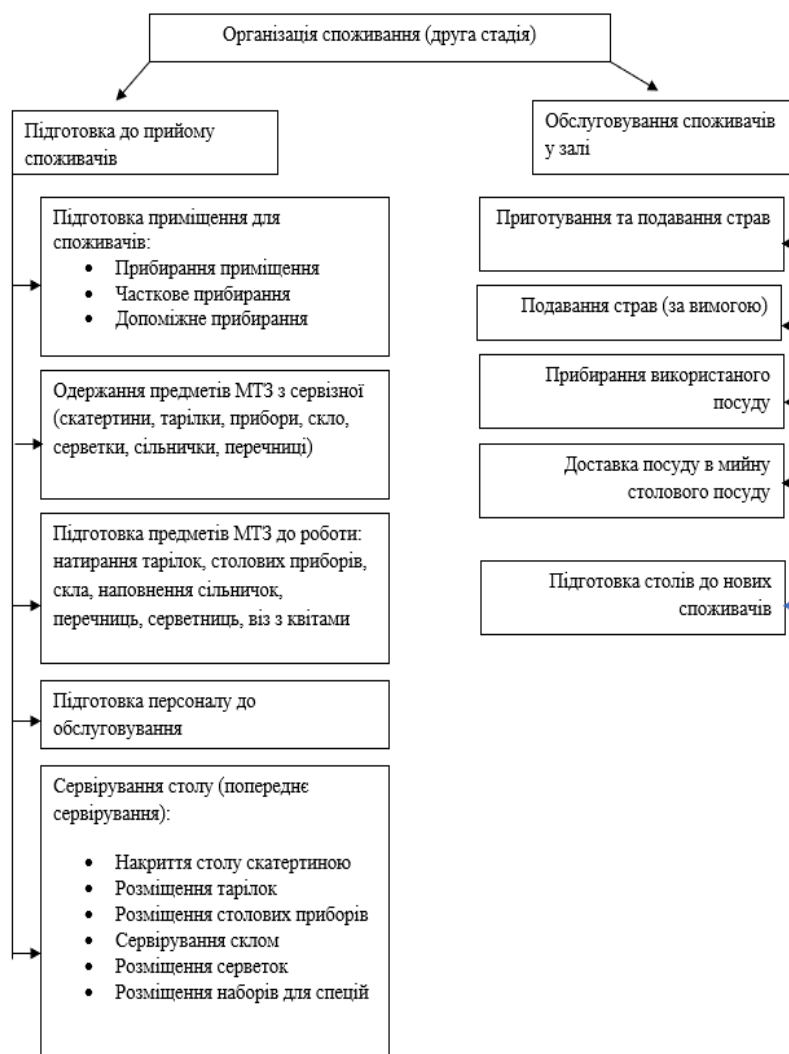 Організація споживання (друга стадія)
Підготовка до прийому
споживачів
Підготовка приміщення для
споживачів:
• Прибирання приміщення
• Часткове прибирання
• Допоміжне прибирання
Одержання предметів МТЗ з сервізної
(скатертини, тарілки, прибори, скло,
серветки, сільнички, перечниці)
Підготовка предметів МТЗ до роботи:
натирання тарілок, столових приборів,
скла, наповнення сільничок,
перечниць, серветниць, віз з квітами
Підготовка персоналу до
обслуговування
Сервірування столу (попереднє
сервірування):
• Накриття столу скатертиною
• Розміщення тарілок
• Розміщення столових приборів
• Сервірування склом
• Розміщення серветок
• Розміщення наборів для спецій
Обслуговування споживачів
у залі
Приготування та подавання страв
Подавання страв (за вимогою)
Прибирання використаного
посуду
Доставка посуду в мийну
столового посуду
Підготовка столів до нових
споживачів